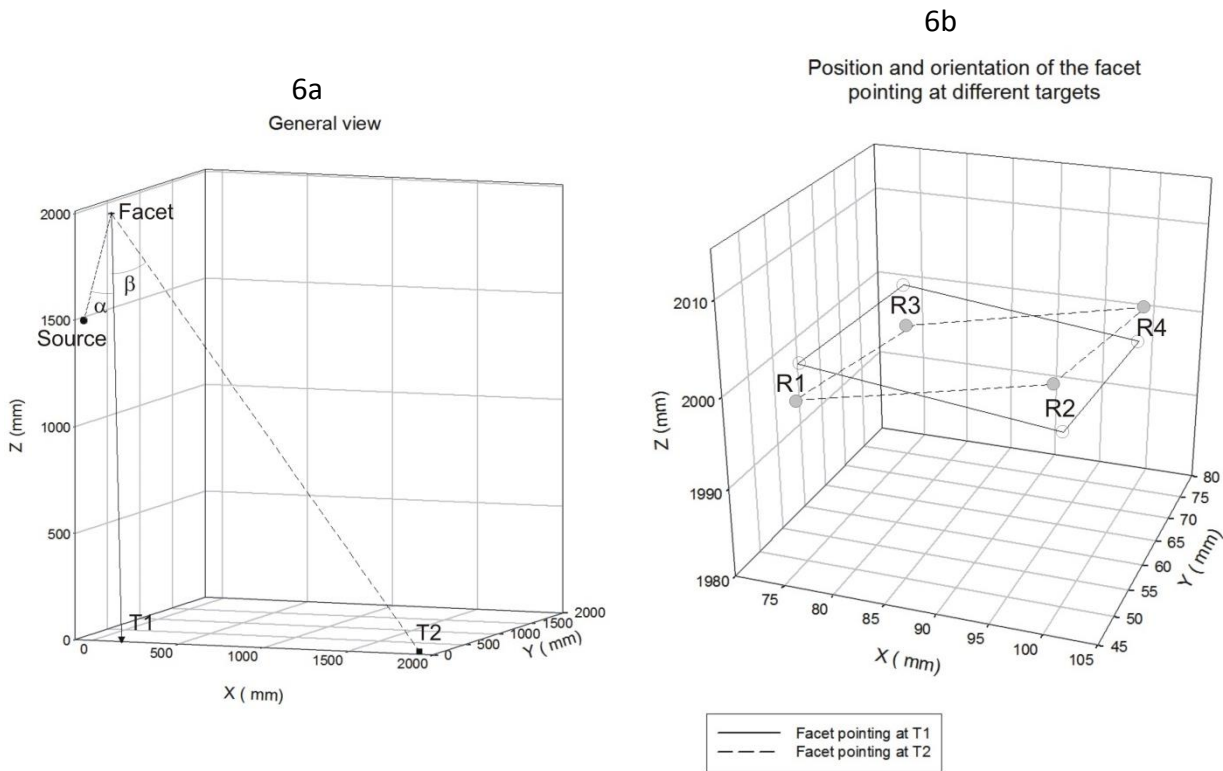 6a
General view
2000
1500
1000
500
0
Z (mm)
Facet
α
β
Source
T1
T2
0
500
1000
1500
2000
X ( mm)
0
500
1000
1500
2000
Y ( mm)
6b
Position and orientation of the facet
pointing at different targets
2010
2000
1990
1980
Z ( mm)
R3
R4
R1
R2
75
80
85
90
95
100
105
X ( mm)
45
50
55
60
65
70
75
80
Y ( mm)
Facet pointing at T1
Facet pointing at T2